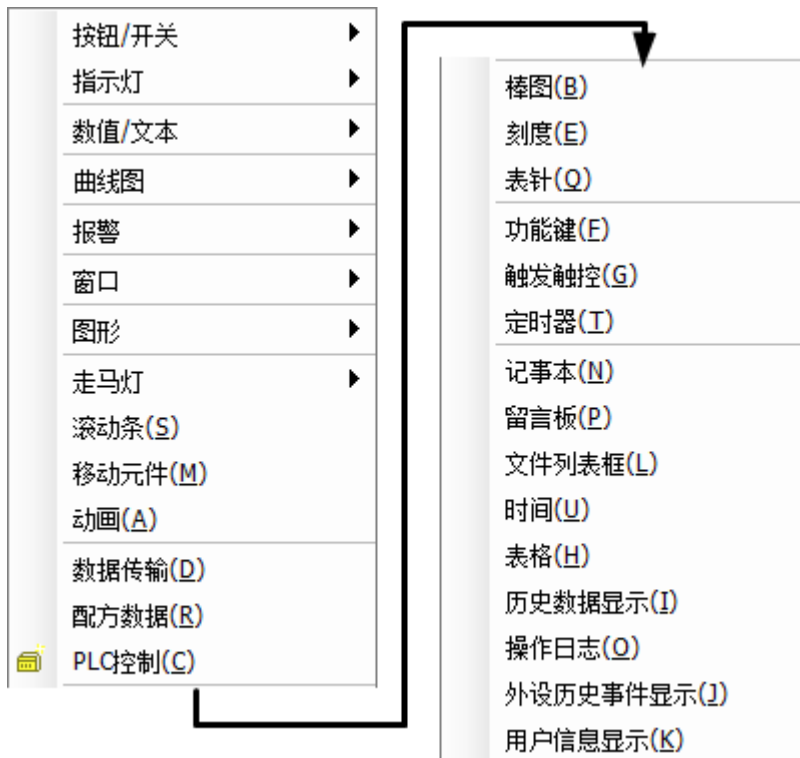 按钮/开关
指示灯
数值/文本
曲线图
报警
窗口
图形
走马灯
滚动条(S)
移动元件(M)
动画(A)
数据传输(D)
配方数据(R)
PLC控制(C)
棒图(B)
刻度(E)
表针(Q)
功能键(F)
触发触控(G)
定时器(T)
记事本(N)
留言板(P)
文件列表框(L)
时间(U)
表格(H)
历史数据显示(I)
操作日志(O)
外设历史事件显示(J)
用户信息显示(K)